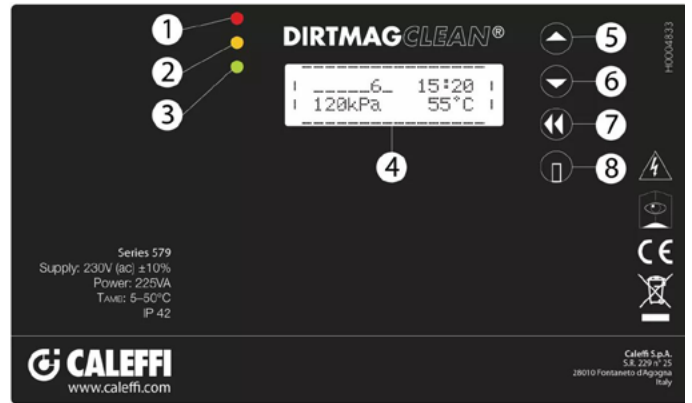 1
2
3
DIRTMAGCLEAN®
_____6_ 15:20
120kPa 55°C
4
5
6
7
8
H0004833
Series 579
Supply: 230V (ac) ±10%
Power: 225VA
TAMB: 5–50°C
IP 42
CE
CALEFFI
www.caleffi.com
Caleffi S.p.A.
S.R. 229 n° 25
28010 Fontaneto d'Agogna
Italy